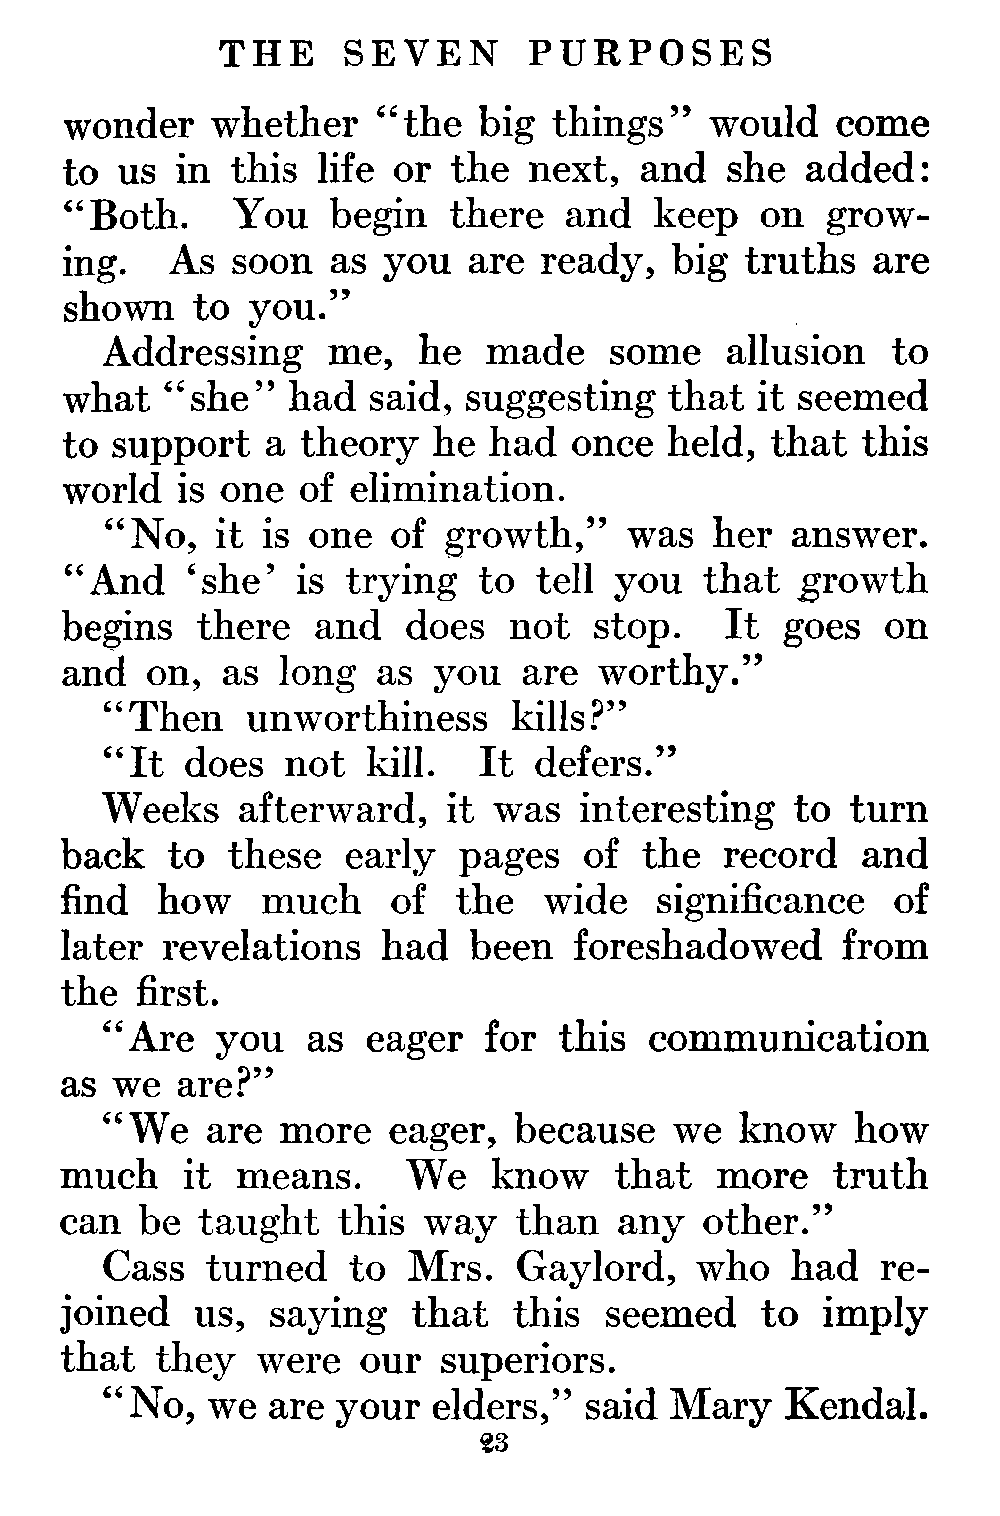 THE SEVEN PURPOSES
wonder whether “the big things” would come
to us in this life or the next, and she added:
“Both. You begin there and keep on grow-
ing. As soon as you are ready, big truths are
shown to you.”
Addressing me, he made some allusion to
what “she” had said, suggesting that it seemed
to support a theory he had once held, that this
world is one of elimination.
“No, it is one of growth,” was her answer.
“And ‘she’ is trying to tell you that growth
begins there and does not stop. It goes on
and on, as long as you are worthy.”
“Then unworthiness kills?”
“It does not kill. It defers.”
Weeks afterward, it was interesting to turn
back to these early pages of the record and
find how much of the wide significance of
later revelations had been foreshadowed from
the first.
“Are you as eager for this communication
as we are?”
“We are more eager, because we know how
much it means. We know that more truth
can be taught this way than any other.”
Cass turned to Mrs. Gaylord, who had re-
joined us, saying that this seemed to imply
that they were our superiors.
“No, we are your elders,” said Mary Kendal.
23